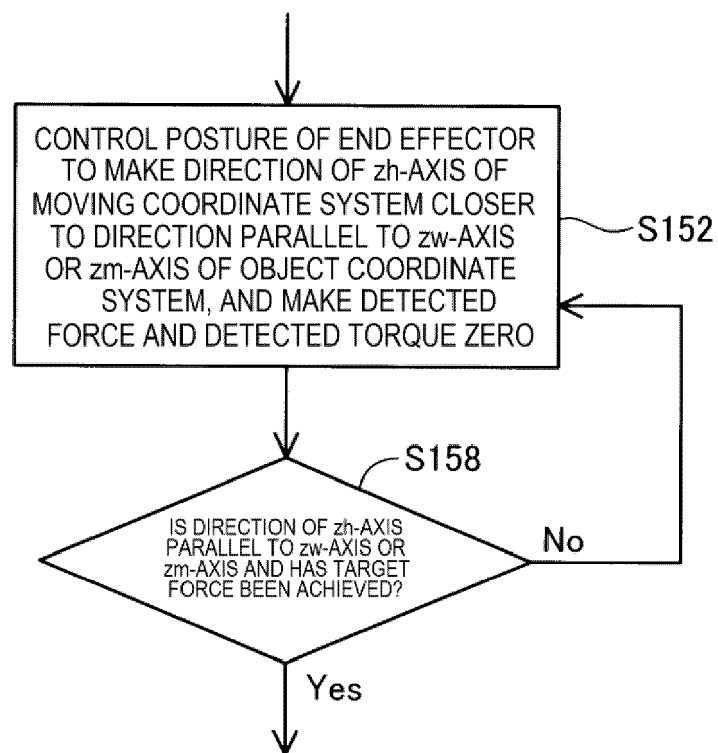 CONTROL POSTURE OF END EFFECTOR
TO MAKE DIRECTION OF zh-AXIS OF
MOVING COORDINATE SYSTEM CLOSER
TO DIRECTION PARALLEL TO zw-AXIS
OR zm-AXIS OF OBJECT COORDINATE
SYSTEM, AND MAKE DETECTED
FORCE AND DETECTED TORQUE ZERO
S152
S158
IS DIRECTION OF zh-AXIS
PARALLEL TO zw-AXIS OR
zm-AXIS AND HAS TARGET
FORCE BEEN ACHIEVED?
No
Yes